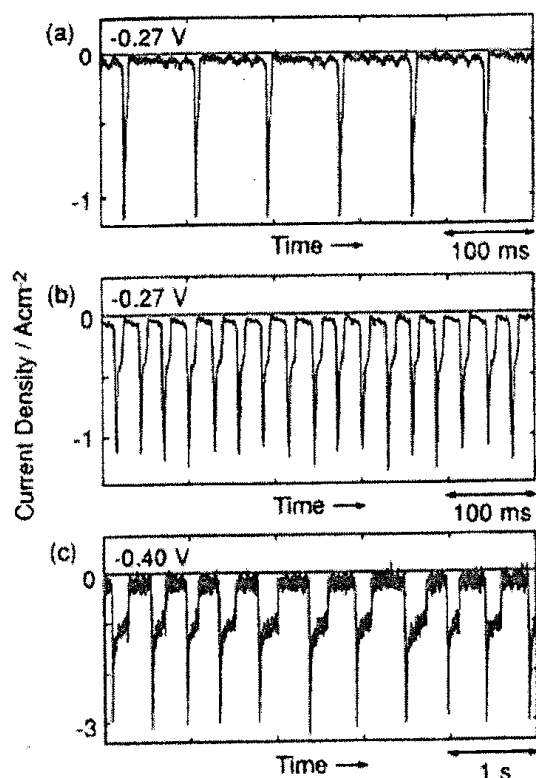 (a)
-0.27 V
0
-1
Time →
100 ms
Current Density / Acm-2
(b)
-0.27 V
0
-1
Time →
100 ms
(c)
-0.40 V
0
-3
Time →
1 s